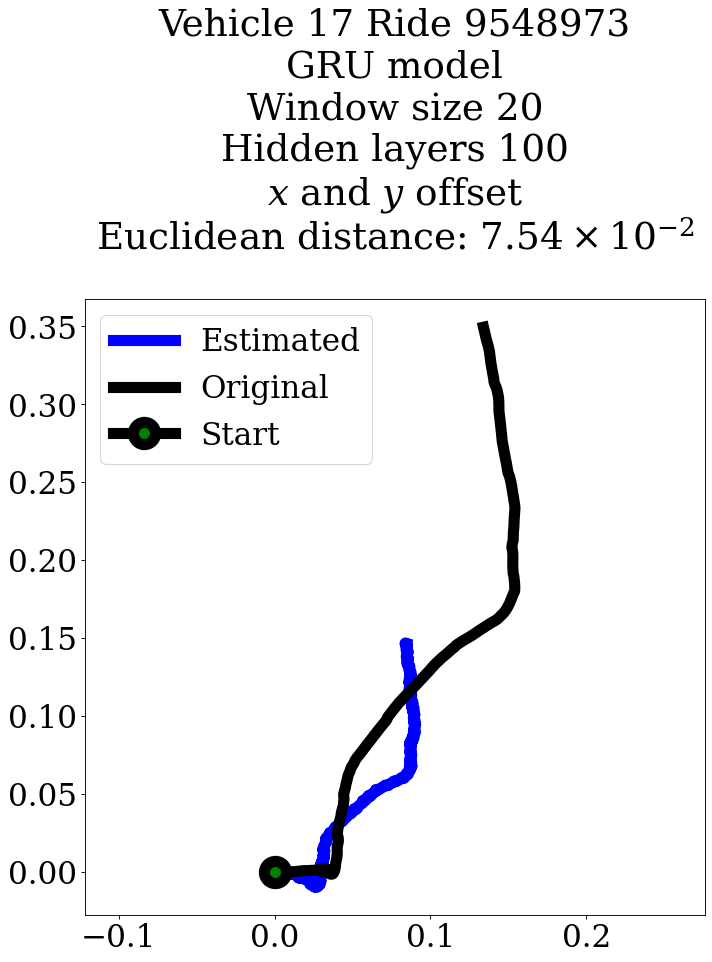 Vehicle 17 Ride 9548973
GRU model
Window size 20
Hidden layers 100
x and y offset
Euclidean distance: 7.54 × 10⁻²
Estimated
Original
Start
0.35
0.30
0.25
0.20
0.15
0.10
0.05
0.00
−0.1 0.0 0.1 0.2